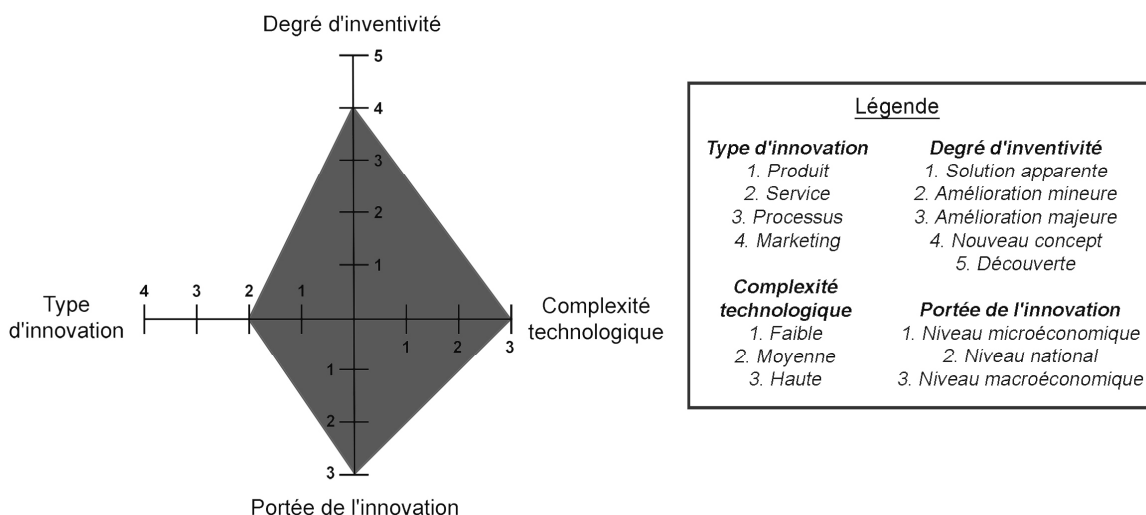 Degré d'inventivité
5
4
3
2
1
4 3 2 1
Type
d'innovation
1 2 3
Complexité
technologique
1
2
3
Portée de l'innovation
Légende
Type d'innovation
1. Produit
2. Service
3. Processus
4. Marketing
Degré d'inventivité
1. Solution apparente
2. Amélioration mineure
3. Amélioration majeure
4. Nouveau concept
5. Découverte
Complexité
technologique
1. Faible
2. Moyenne
3. Haute
Portée de l'innovation
1. Niveau microéconomique
2. Niveau national
3. Niveau macroéconomique